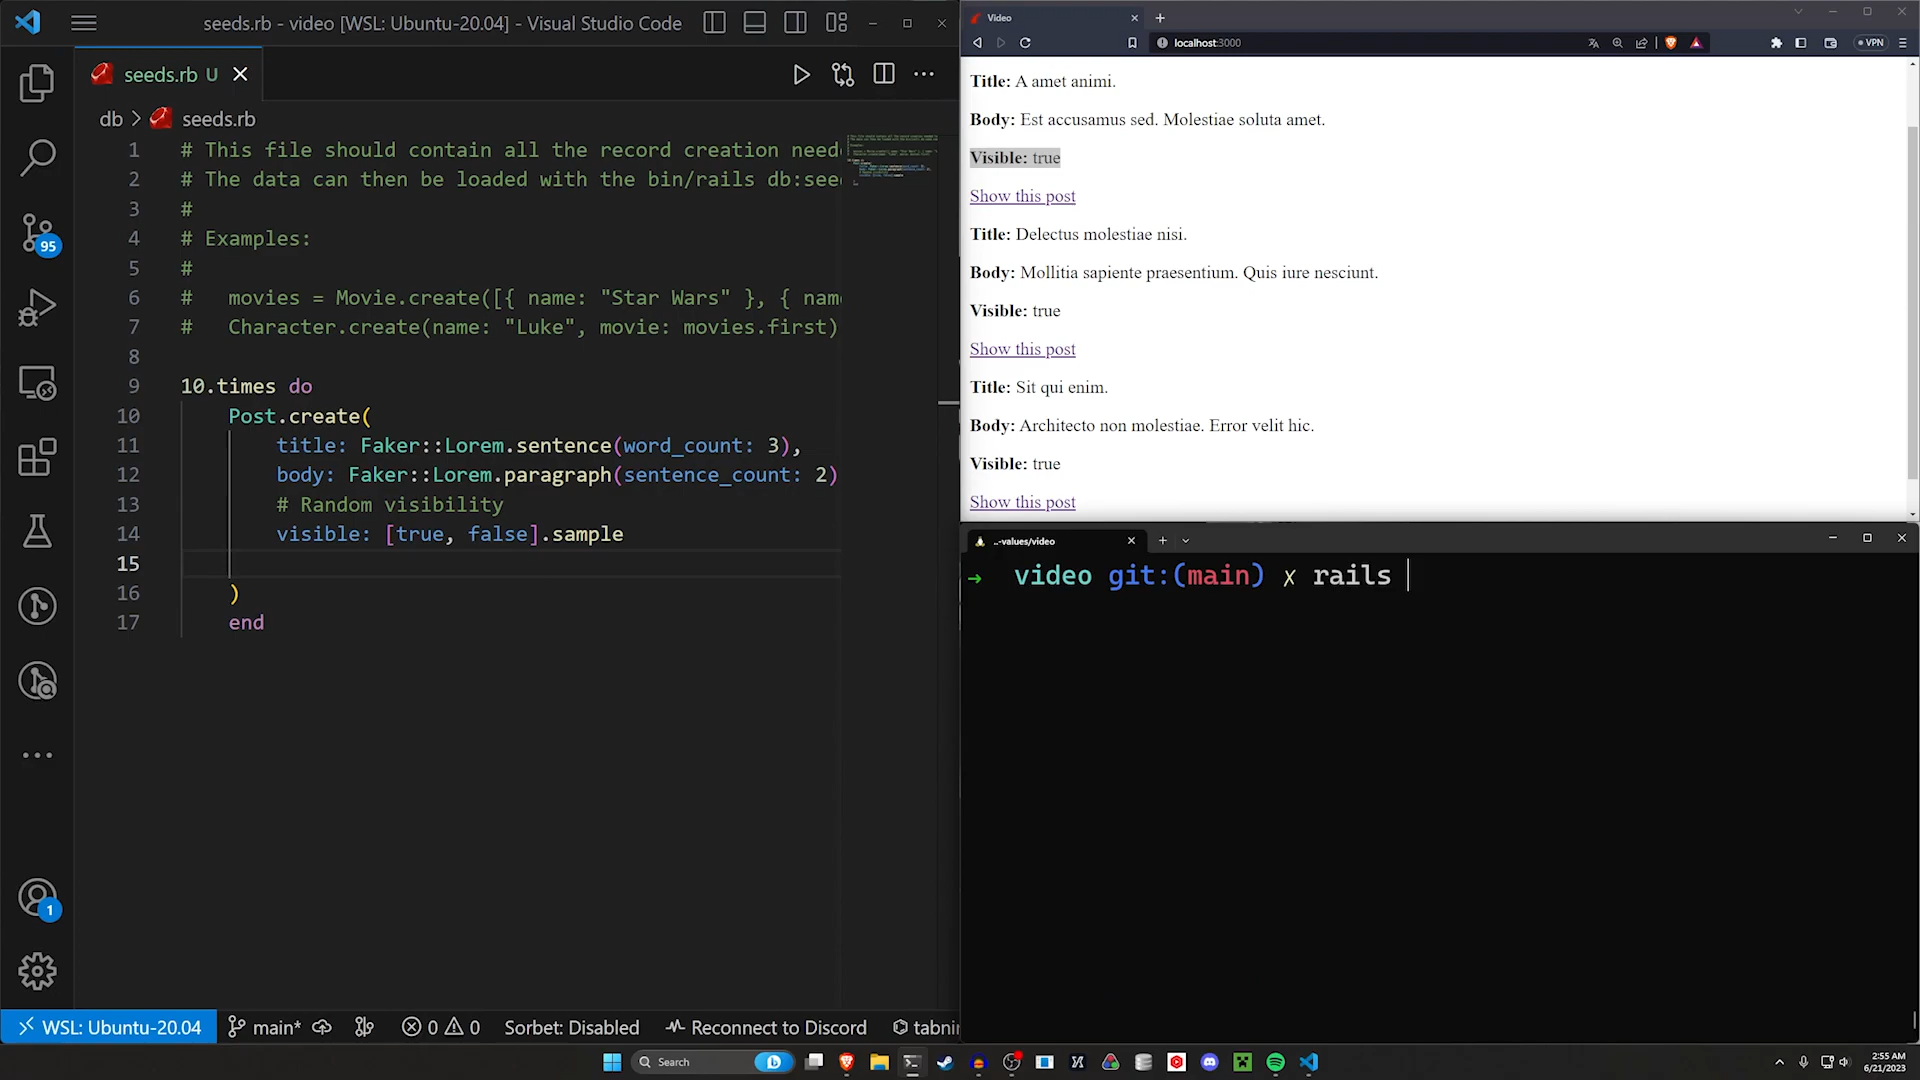 seeds.rb - video [WSL: Ubuntu-20.04] - Visual Studio Code
seeds.rb U
db > seeds.rb
1 # This file should contain all the record creation neede
2 # The data can then be loaded with the bin/rails db:seed
3 #
4 # Examples:
5 #
6 #   movies = Movie.create([{ name: "Star Wars" }, { name
7 #   Character.create(name: "Luke", movie: movies.first)
8
9 10.times do
10 Post.create(
11 title: Faker::Lorem.sentence(word_count: 3),
12 body: Faker::Lorem.paragraph(sentence_count: 2)
13 # Random visibility
14 visible: [true, false].sample
15
16 )
17 end
95
1
WSL: Ubuntu-20.04 main* 0 0 Sorbet: Disabled Reconnect to Discord tabnin
Video
localhost:3000
VPN
Title: A amet animi.
Body: Est accusamus sed. Molestiae soluta amet.
Visible: true
Show this post
Title: Delectus molestiae nisi.
Body: Mollitia sapiente praesentium. Quis iure nesciunt.
Visible: true
Show this post
Title: Sit qui enim.
Body: Architecto non molestiae. Error velit hic.
Visible: true
Show this post
..-values/video
→ video git:(main) ✗ rails
Search
2:55 AM
6/21/2023